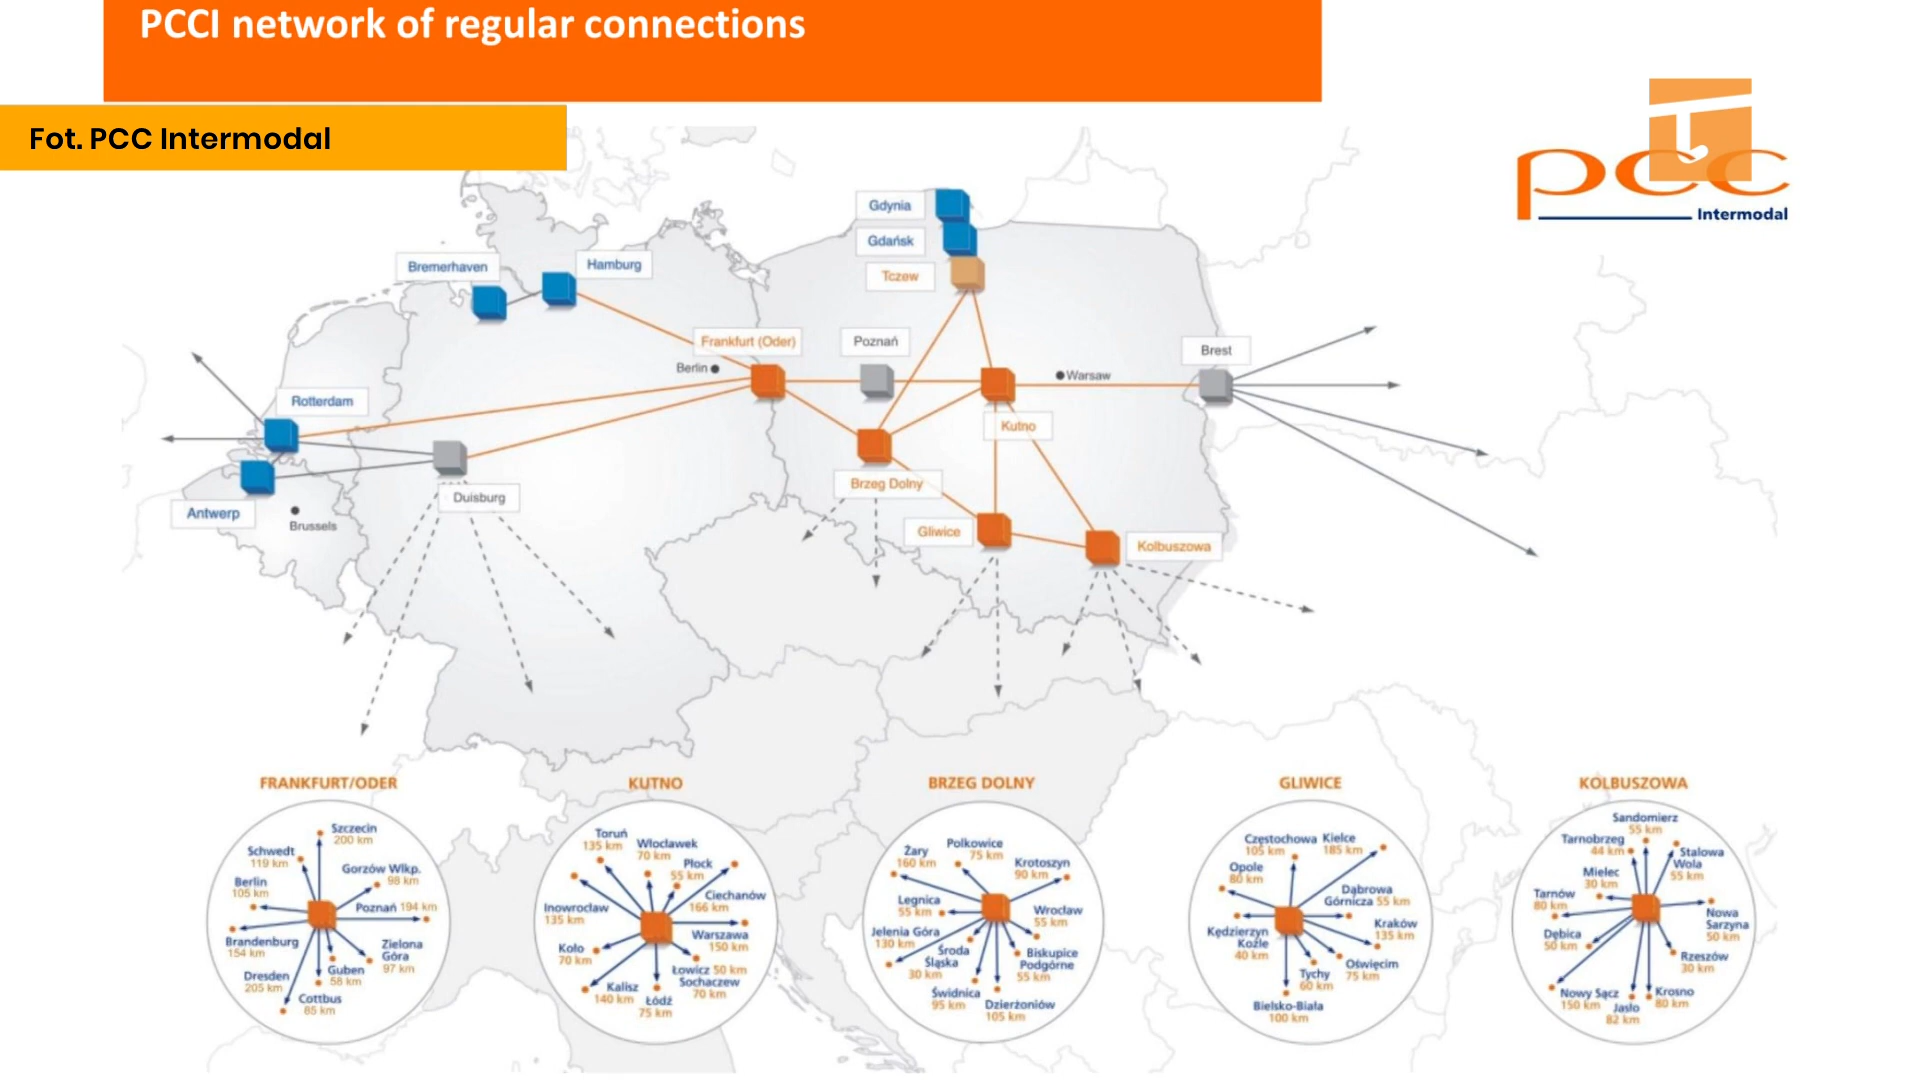 PCCI network of regular connections
Fot. PCC Intermodal
pcc
Intermodal
Gdynia
Gdańsk
Tczew
Bremerhaven
Hamburg
Frankfurt (Oder)
Poznań
Berlin
Warsaw
Brest
Rotterdam
Kutno
Duisburg
Brzeg Dolny
Antwerp
Brussels
Gliwice
Kolbuszowa
FRANKFURT/ODER
Szczecin
200 km
Schwedt
119 km
Gorzów Wlkp.
98 km
Berlin
105 km
Poznań 194 km
Brandenburg
154 km
Zielona
Góra
97 km
Dresden
205 km
Guben
58 km
Cottbus
85 km
KUTNO
Toruń
135 km
Włocławek
70 km
Płock
55 km
Ciechanów
166 km
Inowrocław
135 km
Warszawa
150 km
Koło
70 km
Łowicz 50 km
Sochaczew
70 km
Kalisz
140 km
Łódź
75 km
BRZEG DOLNY
Polkowice
75 km
Żary
160 km
Krotoszyn
90 km
Legnica
55 km
Wrocław
55 km
Jelenia Góra
130 km
Środa
Śląska
30 km
Biskupice
Podgórne
55 km
Świdnica
95 km
Dzierżoniów
105 km
GLIWICE
Częstochowa
105 km
Kielce
185 km
Opole
80 km
Dąbrowa
Górnicza 55 km
Kraków
135 km
Kędzierzyn
Koźle
40 km
Oświęcim
75 km
Tychy
60 km
Bielsko-Biała
100 km
KOLBUSZOWA
Sandomierz
55 km
Tarnobrzeg
44 km
Stalowa
Wola
55 km
Mielec
30 km
Tarnów
80 km
Nowa
Sarzyna
50 km
Dębica
50 km
Rzeszów
30 km
Nowy Sącz
150 km
Jasło
82 km
Krosno
80 km